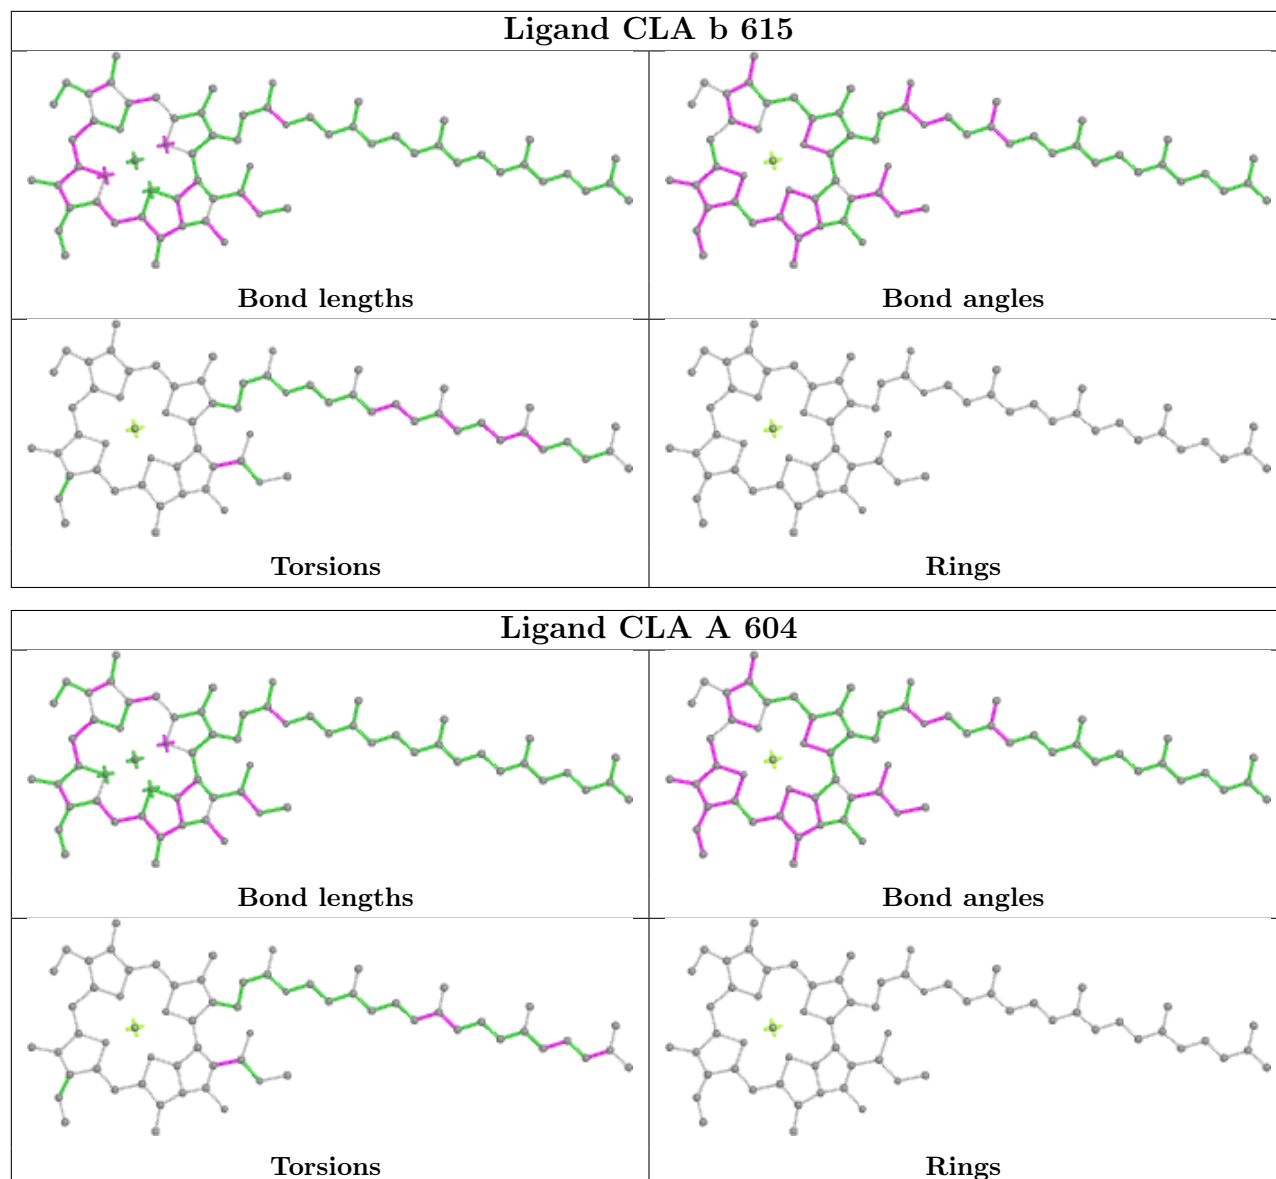 Ligand CLA b 615
Bond lengths
Bond angles
Torsions
Rings
Ligand CLA A 604
Bond lengths
Bond angles
Torsions
Rings